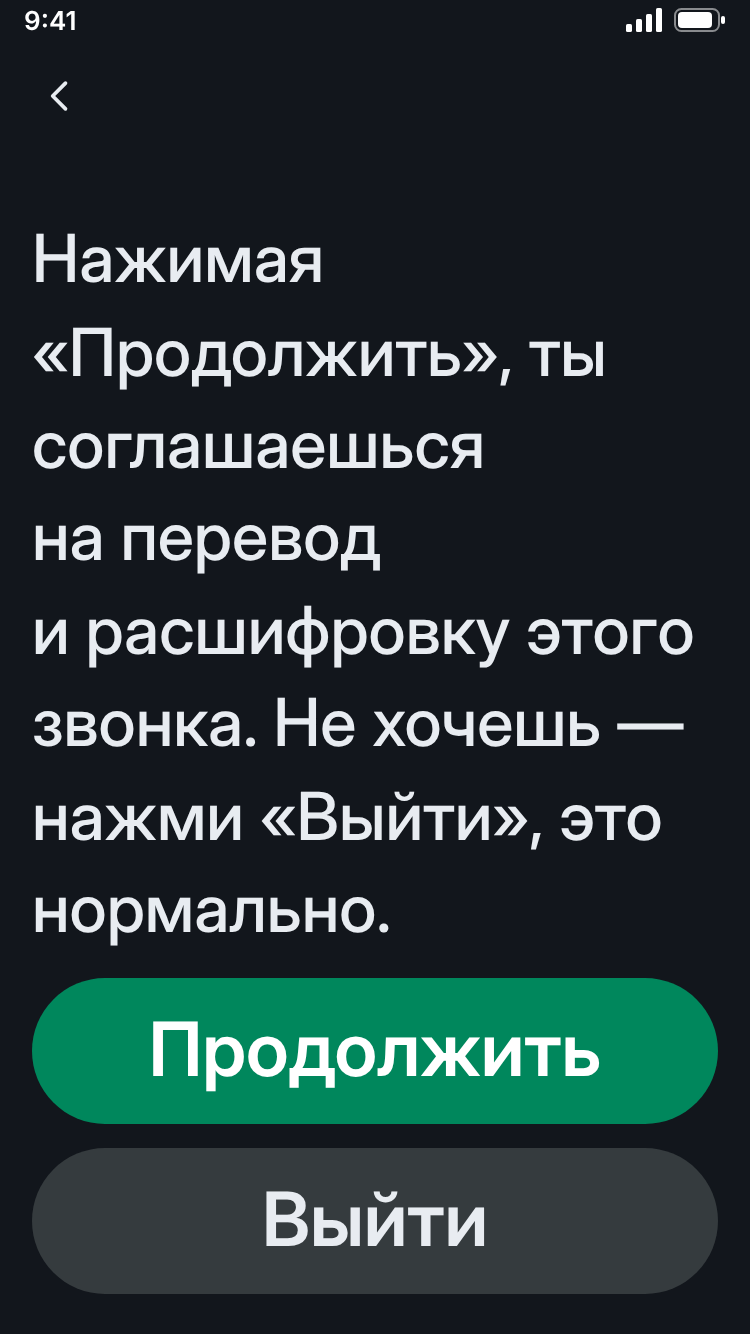 9:41
Нажимая
«Продолжить», ты
соглашаешься
на перевод
и расшифровку этого
звонка. Не хочешь —
нажми «Выйти», это
нормально.
Продолжить
Выйти